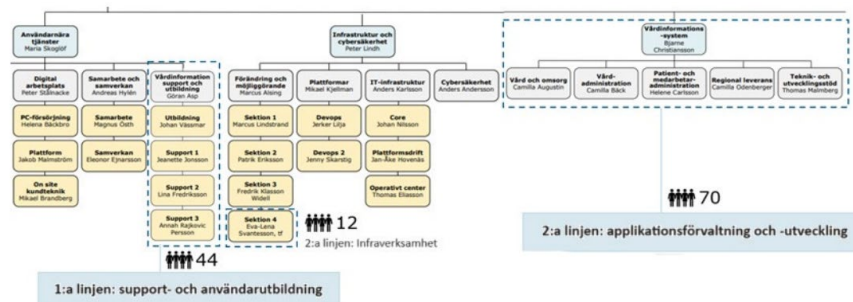 Användarnära
tjänster
Maria Skoglöf
Infrastruktur och
cybersäkerhet
Peter Lindh
Vårdinformations
-system
Bjarne
Christiansson
Digital
arbetsplats
Peter Stålnacke
Samarbete och
samverkan
Andreas Hylén
Vårdinformation
support och
utbildning
Göran Asp
Förändring och
möjliggörande
Marcus Alsing
Plattformar
Mikael Kjellman
IT-infrastruktur
Anders Karlsson
Cybersäkerhet
Anders Andersson
Vård och omsorg
Camilla Augustin
Vård-
administration
Camilla Bäck
Patient- och
medarbetar-
administration
Helene Carlsson
Regional leverans
Camilla Odenberger
Teknik- och
utvecklingsstöd
Thomas Malmberg
PC-försörjning
Helena Bäckbro
Samarbete
Magnus Östh
Utbildning
Johan Vassmar
Sektion 1
Marcus Lindstrand
Devops
Jerker Lilja
Core
Johan Nilsson
Plattform
Jakob Malmström
Samverkan
Eleonor Ejnarsson
Support 1
Jeanette Jonsson
Sektion 2
Patrik Eriksson
Devops 2
Jenny Skarstig
Plattformsdrift
Jan-Åke Hovenäs
On site
kundteknik
Mikael Brandberg
Support 2
Lina Fredriksson
Sektion 3
Fredrik Klasson
Widell
Operativt center
Thomas Eliasson
Support 3
Annah Rajkovic
Persson
Sektion 4
Eva-Lena
Svantesson, tf
12
2:a linjen: Infraverksamhet
70
2:a linjen: applikationsförvaltning och -utveckling
44
1:a linjen: support- och användarutbildning